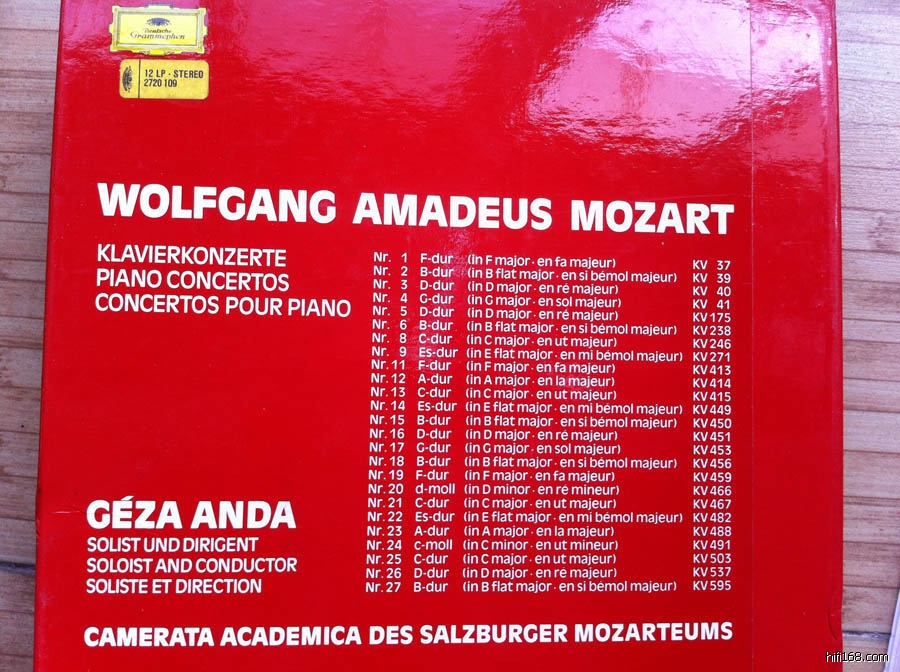 Deutsche
Grammophon
12 LP · STEREO
2720 109
WOLFGANG AMADEUS MOZART
KLAVIERKONZERTE
PIANO CONCERTOS
CONCERTOS POUR PIANO
Nr. 1 F-dur (in F major · en fa majeur) KV 37
Nr. 2 B-dur (in B flat major · en si bémol majeur) KV 39
Nr. 3 D-dur (in D major · en ré majeur) KV 40
Nr. 4 G-dur (in G major · en sol majeur) KV 41
Nr. 5 D-dur (in D major · en ré majeur) KV 175
Nr. 6 B-dur (in B flat major · en si bémol majeur) KV 238
Nr. 8 C-dur (in C major · en ut majeur) KV 246
Nr. 9 Es-dur (in E flat major · en mi bémol majeur) KV 271
Nr. 11 F-dur (in F major · en fa majeur) KV 413
Nr. 12 A-dur (in A major · en la majeur) KV 414
Nr. 13 C-dur (in C major · en ut majeur) KV 415
Nr. 14 Es-dur (in E flat major · en mi bémol majeur) KV 449
Nr. 15 B-dur (in B flat major · en si bémol majeur) KV 450
Nr. 16 D-dur (in D major · en ré majeur) KV 451
Nr. 17 G-dur (in G major · en sol majeur) KV 453
Nr. 18 B-dur (in B flat major · en si bémol majeur) KV 456
Nr. 19 F-dur (in F major · en fa majeur) KV 459
Nr. 20 d-moll (in D minor · en ré mineur) KV 466
Nr. 21 C-dur (in C major · en ut majeur) KV 467
Nr. 22 Es-dur (in E flat major · en mi bémol majeur) KV 482
Nr. 23 A-dur (in A major · en la majeur) KV 488
Nr. 24 c-moll (in C minor · en ut mineur) KV 491
Nr. 25 C-dur (in C major · en ut majeur) KV 503
Nr. 26 D-dur (in D major · en ré majeur) KV 537
Nr. 27 B-dur (in B flat major · en si bémol majeur) KV 595
GÉZA ANDA
SOLIST UND DIRIGENT
SOLOIST AND CONDUCTOR
SOLISTE ET DIRECTION
CAMERATA ACADEMICA DES SALZBURGER MOZARTEUMS
hifi168.com